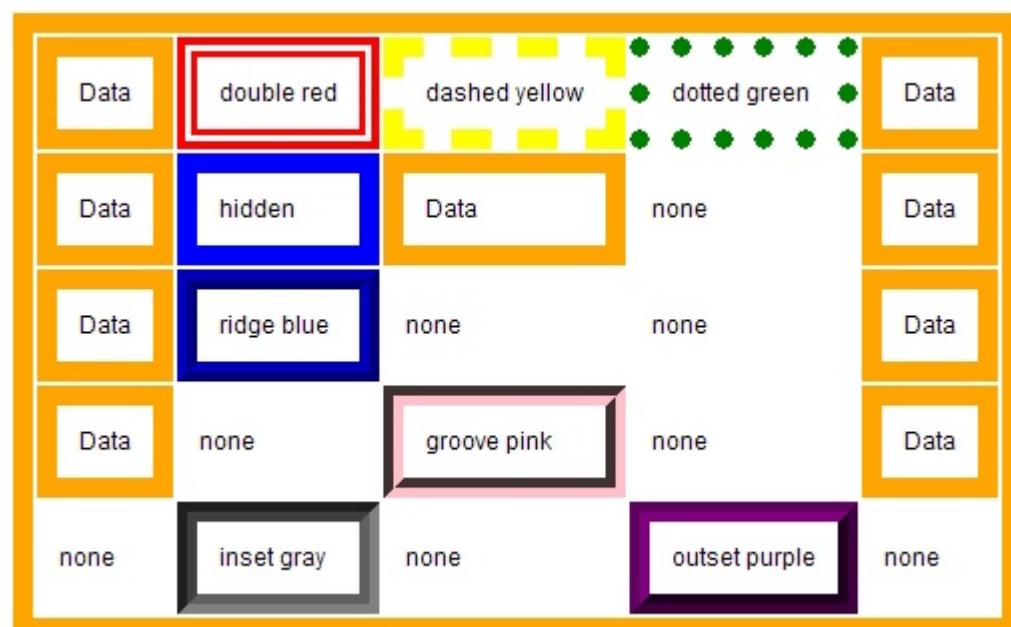 Data double red dashed yellow dotted green Data
Data hidden Data none Data
Data ridge blue none none Data
Data none groove pink none Data
none inset gray none outset purple none